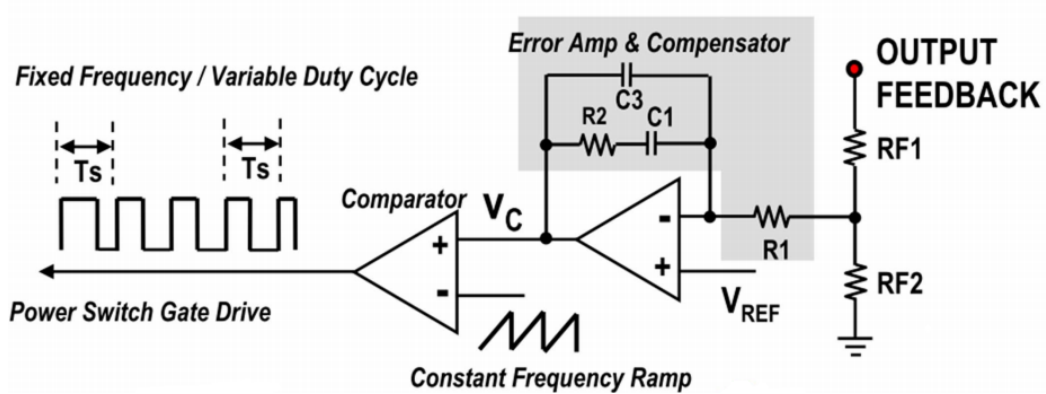 Error Amp & Compensator
OUTPUT
FEEDBACK
Fixed Frequency / Variable Duty Cycle
C3
R2
C1
RF1
Ts
Ts
Comparator
VC
-
+
R1
+
-
RF2
VREF
Power Switch Gate Drive
Constant Frequency Ramp